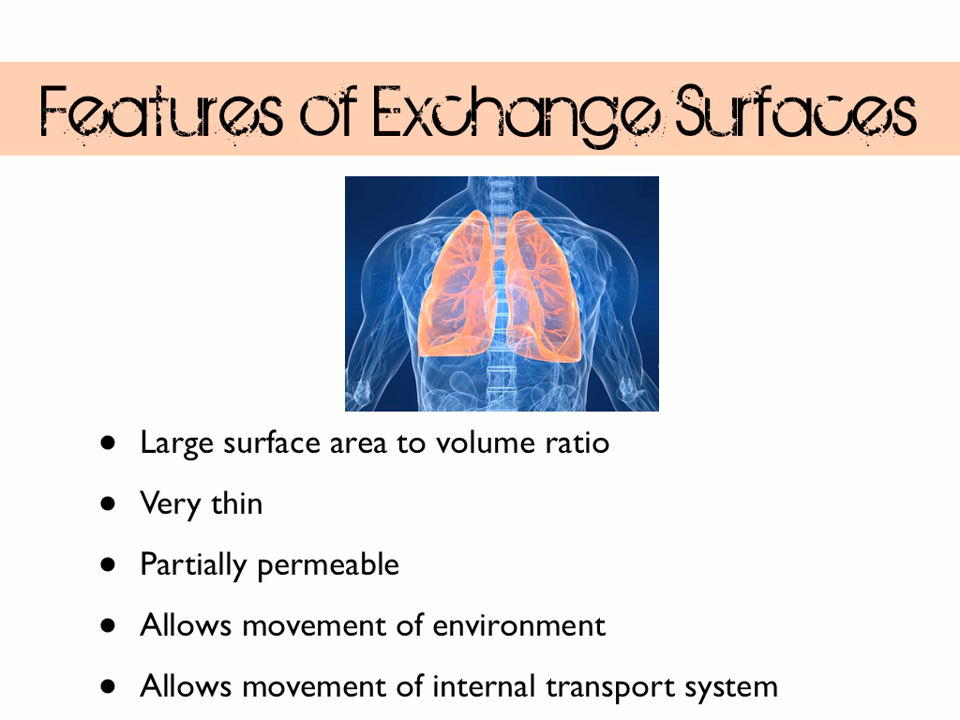 Features of Exchange Surfaces
• Large surface area to volume ratio
• Very thin
• Partially permeable
• Allows movement of environment
• Allows movement of internal transport system